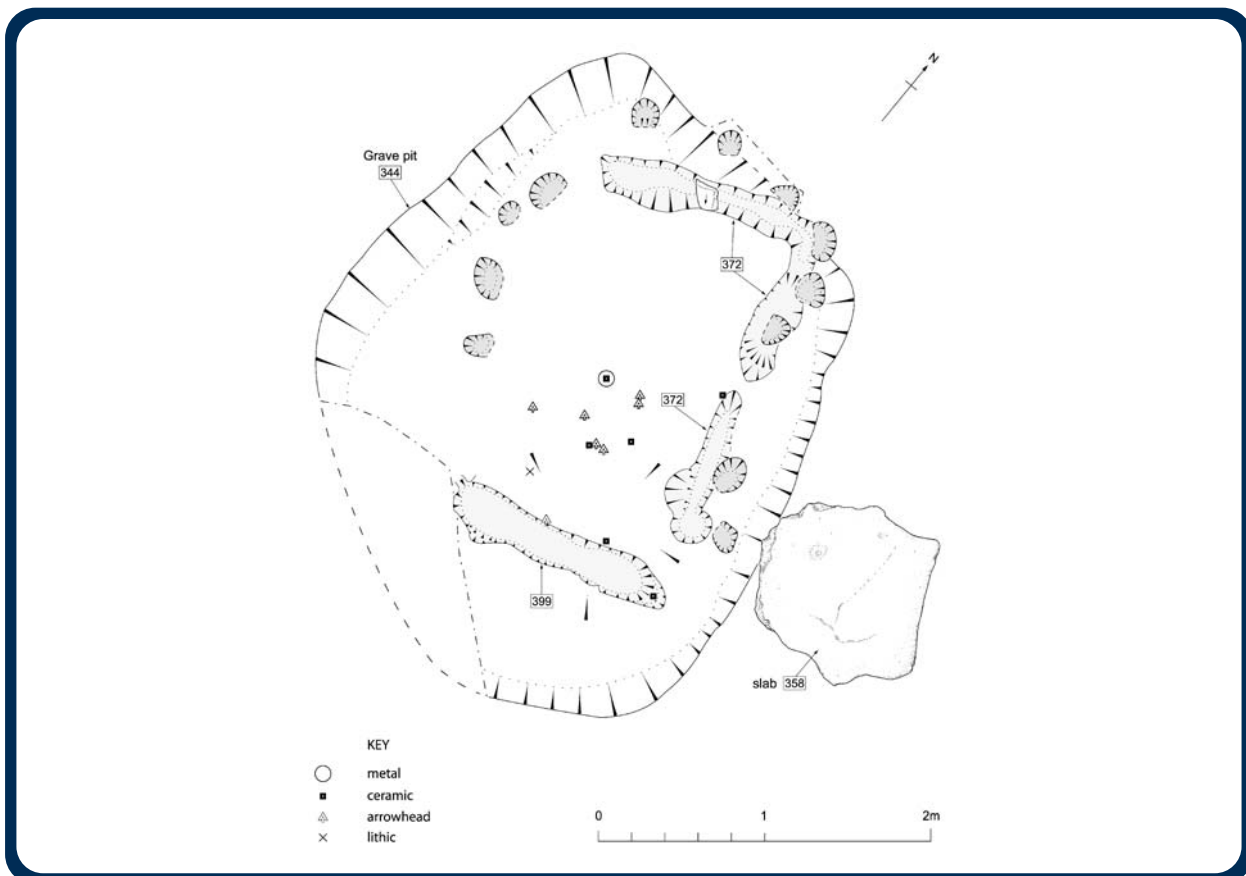 N
Grave pit
344
372
372
399
slab 358
KEY
metal
ceramic
arrowhead
lithic
0 1 2m